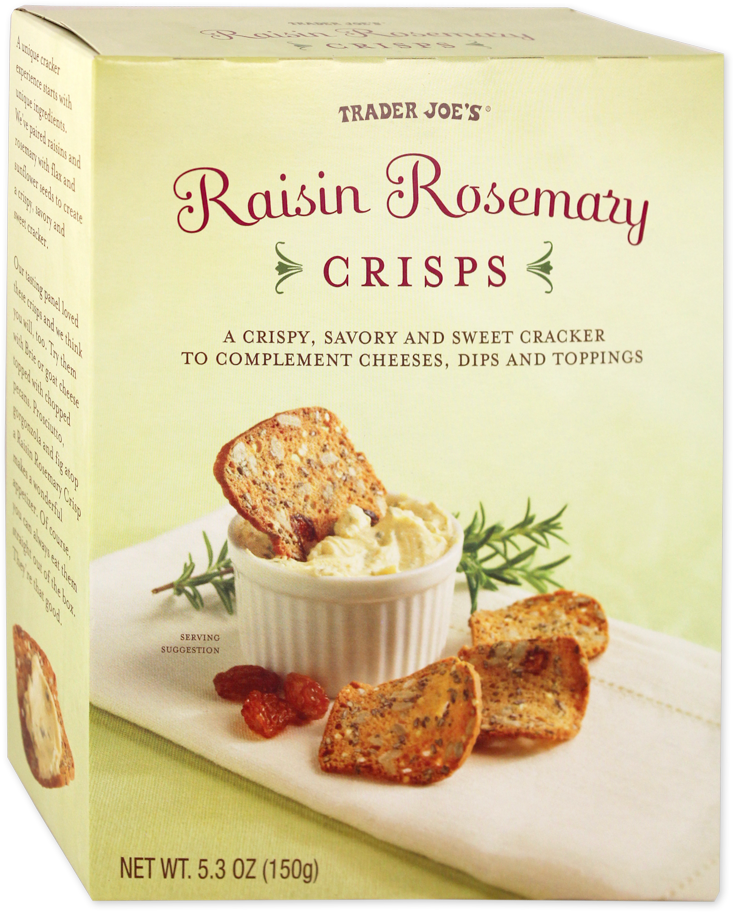 TRADER JOE'S
Raisin Rosemary
CRISPS
TRADER JOE'S®
Raisin Rosemary
CRISPS
A CRISPY, SAVORY AND SWEET CRACKER
TO COMPLEMENT CHEESES, DIPS AND TOPPINGS
SERVING
SUGGESTION
NET WT. 5.3 OZ (150g)
A unique cracker
experience starts with
unique ingredients.
We've paired raisins and
rosemary with flax and
sunflower seeds to create
a crispy, savory and
sweet cracker.
Our tasting panel loved
these crisps and we think
you will, too. Try them
with Brie or goat cheese
topped with chopped
pecans. Prosciutto,
gorgonzola and fig atop
a Raisin Rosemary Crisp
makes a wonderful
appetizer. Of course,
you can always eat them
straight out of the box.
They're that good.